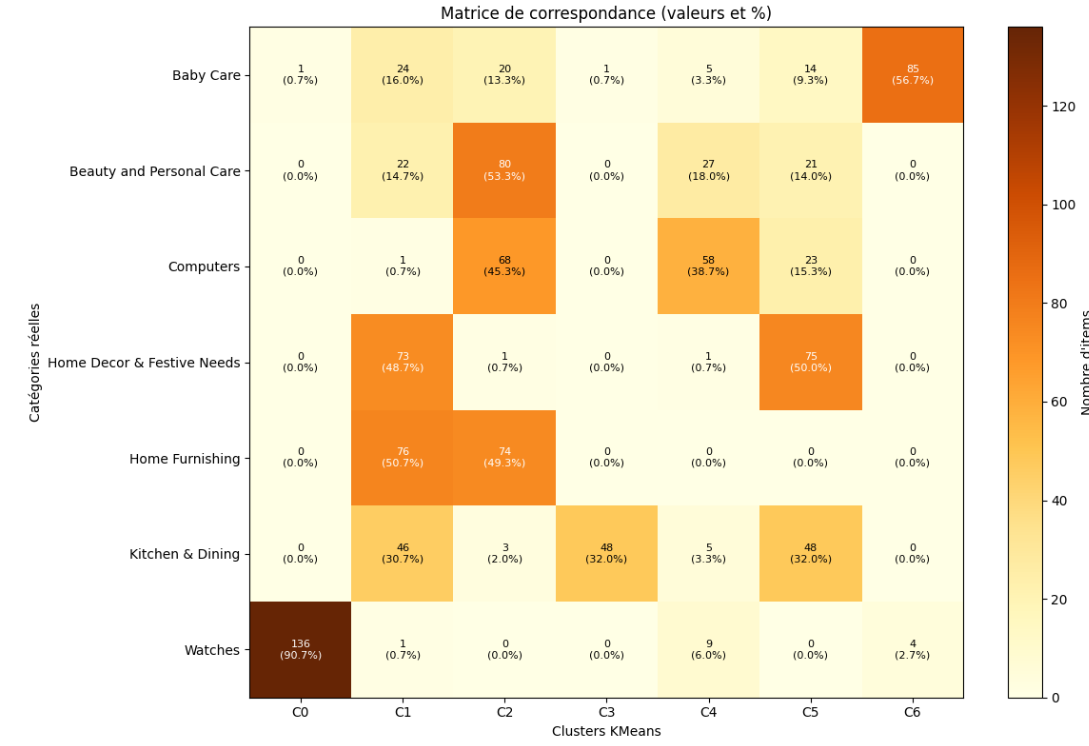 Matrice de correspondance (valeurs et %)
Catégories réelles
Baby Care
1 24 20 1 5 14 85
(0.7%) (16.0%) (13.3%) (0.7%) (3.3%) (9.3%) (56.7%)
Beauty and Personal Care
0 22 80 0 27 21 0
(0.0%) (14.7%) (53.3%) (0.0%) (18.0%) (14.0%) (0.0%)
Computers
0 1 68 0 58 23 0
(0.0%) (0.7%) (45.3%) (0.0%) (38.7%) (15.3%) (0.0%)
Home Decor & Festive Needs
0 73 1 0 1 75 0
(0.0%) (48.7%) (0.7%) (0.0%) (0.7%) (50.0%) (0.0%)
Home Furnishing
0 76 74 0 0 0 0
(0.0%) (50.7%) (49.3%) (0.0%) (0.0%) (0.0%) (0.0%)
Kitchen & Dining
0 46 3 48 5 48 0
(0.0%) (30.7%) (2.0%) (32.0%) (3.3%) (32.0%) (0.0%)
Watches
136 1 0 0 9 0 4
(90.7%) (0.7%) (0.0%) (0.0%) (6.0%) (0.0%) (2.7%)
C0 C1 C2 C3 C4 C5 C6
Clusters KMeans
120
100
80
60
40
20
0
Nombre d'items